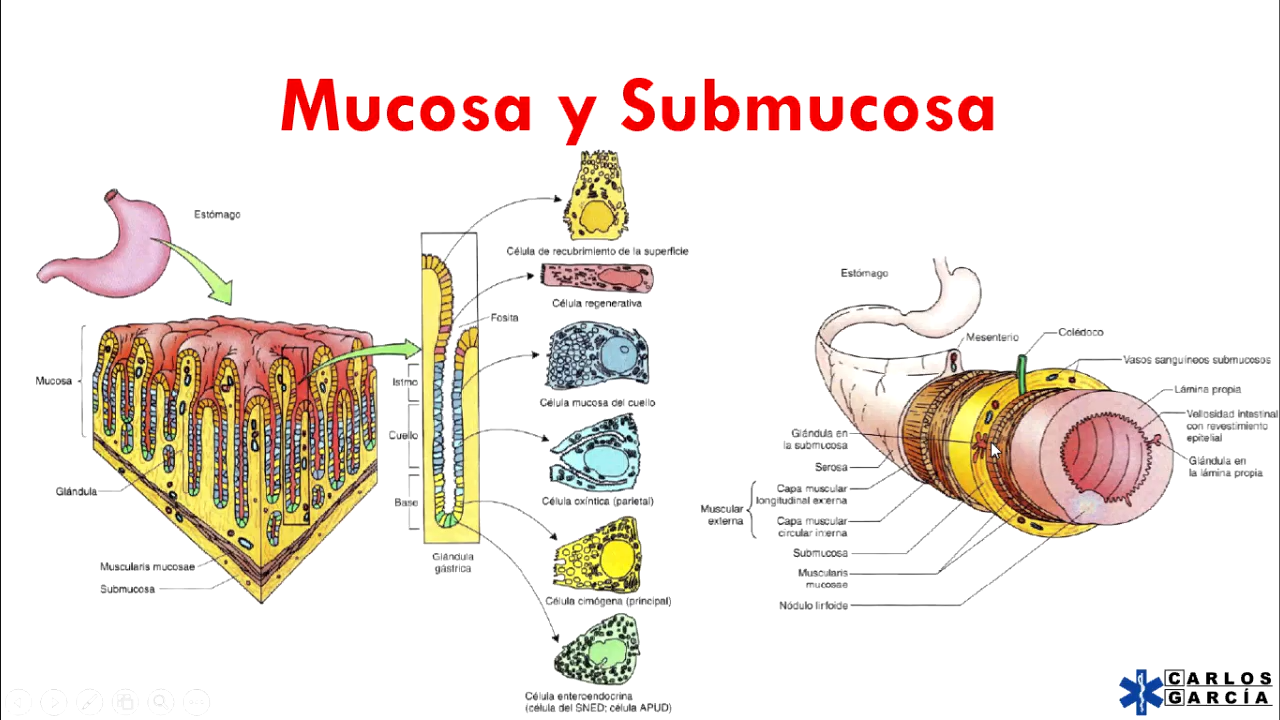 Mucosa y Submucosa
Estómago
Mucosa
Glándula
Muscularis mucosae
Submucosa
Fosita
Istmo
Cuello
Base
Glándula
gástrica
Célula de recubrimiento de la superficie
Célula regenerativa
Célula mucosa del cuello
Célula oxíntica (parietal)
Célula cimógena (principal)
Célula enteroendocrina
(célula del SNED; célula APUD)
Estómago
Mesenterio
Colédoco
Vasos sanguíneos submucosos
Lámina propia
Vellosidad intestinal
con revestimiento
epitelial
Glándula en
la lámina propia
Glándula en
la submucosa
Serosa
Muscular
externa
Capa muscular
longitudinal externa
Capa muscular
circular interna
Submucosa
Muscularis
mucosae
Nódulo linfoide
CARLOS
GARCÍA